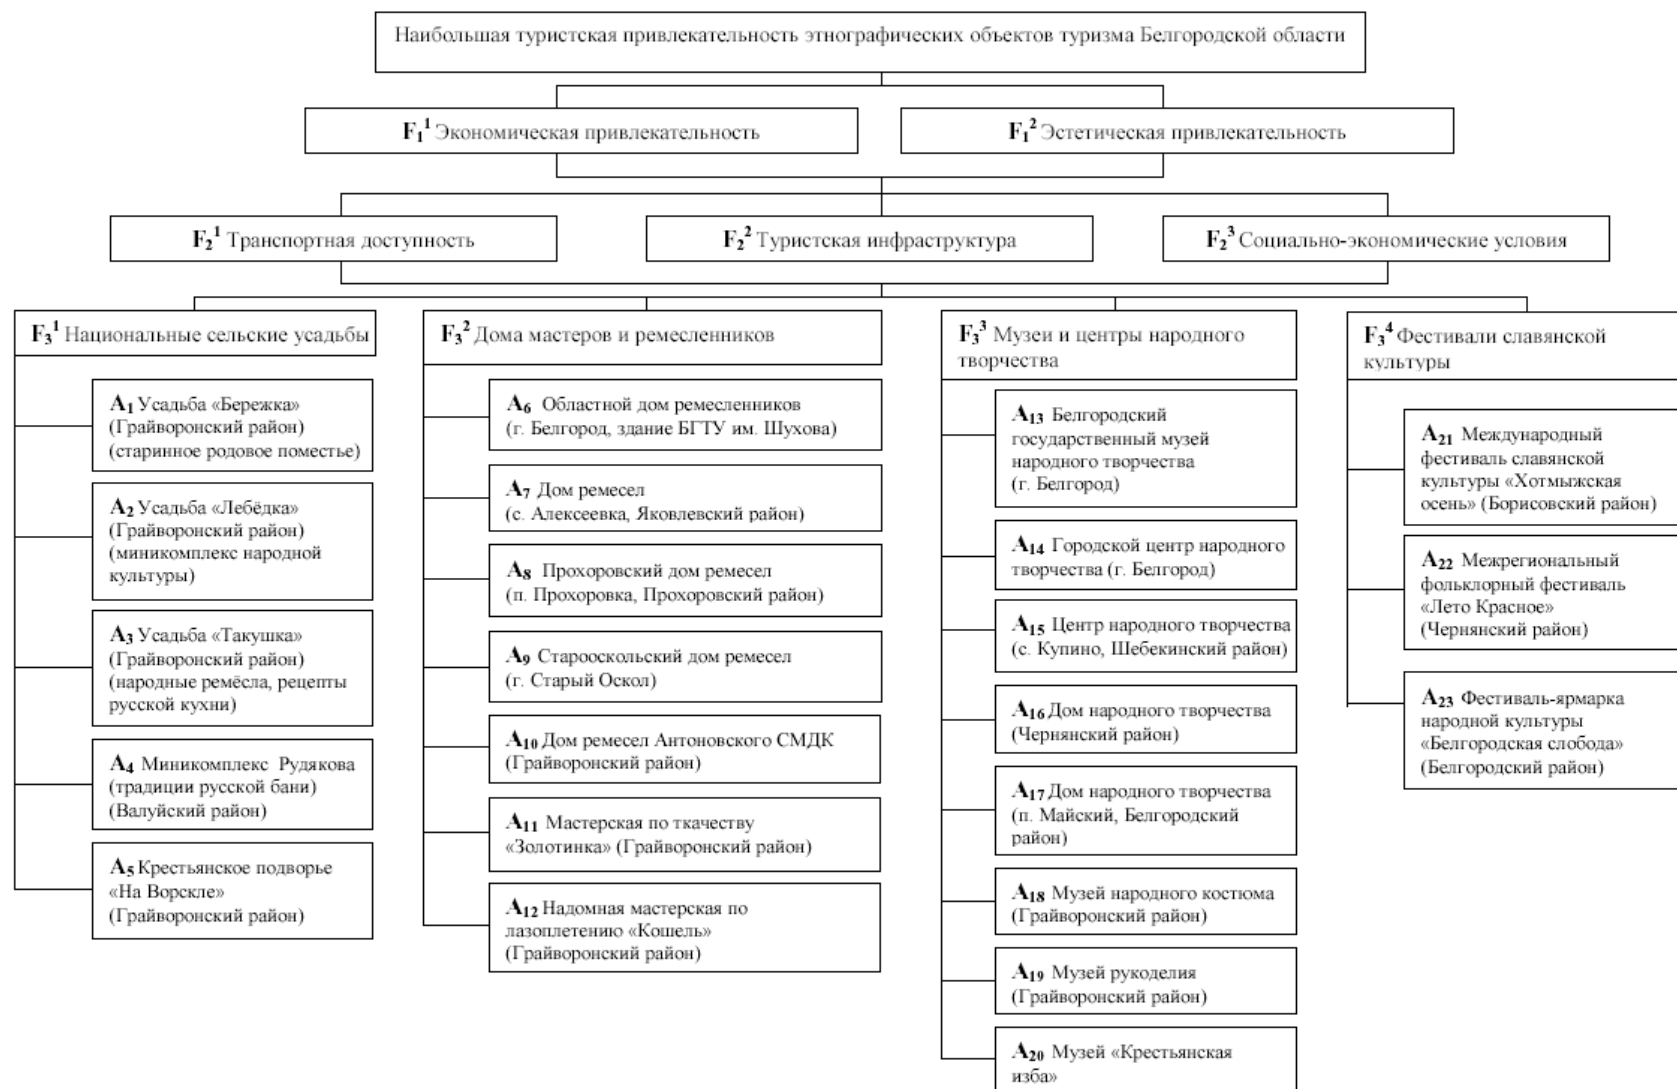 Наибольшая туристская привлекательность этнографических объектов туризма Белгородской области
F₁¹ Экономическая привлекательность
F₁² Эстетическая привлекательность
F₂¹ Транспортная доступность
F₂² Туристская инфраструктура
F₂³ Социально-экономические условия
F₃¹ Национальные сельские усадьбы
A₁ Усадьба «Бережка»
(Грайворонский район)
(старинное родовое поместье)
A₂ Усадьба «Лебёдка»
(Грайворонский район)
(миникомплекс народной
культуры)
A₃ Усадьба «Такушка»
(Грайворонский район)
(народные ремёсла, рецепты
русской кухни)
A₄ Миникомплекс Рудякова
(традиции русской бани)
(Валуйский район)
A₅ Крестьянское подворье
«На Ворскле»
(Грайворонский район)
F₃² Дома мастеров и ремесленников
A₆ Областной дом ремесленников
(г. Белгород, здание БГТУ им. Шухова)
A₇ Дом ремесел
(с. Алексеевка, Яковлевский район)
A₈ Прохоровский дом ремесел
(п. Прохоровка, Прохоровский район)
A₉ Старооскольский дом ремесел
(г. Старый Оскол)
A₁₀ Дом ремесел Антоновского СМДК
(Грайворонский район)
A₁₁ Мастерская по ткачеству
«Золотинка» (Грайворонский район)
A₁₂ Надомная мастерская по
лазоплетению «Кошель»
(Грайворонский район)
F₃³ Музеи и центры народного
творчества
A₁₃ Белгородский
государственный музей
народного творчества
(г. Белгород)
A₁₄ Городской центр народного
творчества (г. Белгород)
A₁₅ Центр народного творчества
(с. Купино, Шебекинский район)
A₁₆ Дом народного творчества
(Чернянский район)
A₁₇ Дом народного творчества
(п. Майский, Белгородский
район)
A₁₈ Музей народного костюма
(Грайворонский район)
A₁₉ Музей рукоделия
(Грайворонский район)
A₂₀ Музей «Крестьянская
изба»
F₃⁴ Фестивали славянской
культуры
A₂₁ Международный
фестиваль славянской
культуры «Хотмыжская
осень» (Борисовский район)
A₂₂ Межрегиональный
фольклорный фестиваль
«Лето Красное»
(Чернянский район)
A₂₃ Фестиваль-ярмарка
народной культуры
«Белгородская слобода»
(Белгородский район)